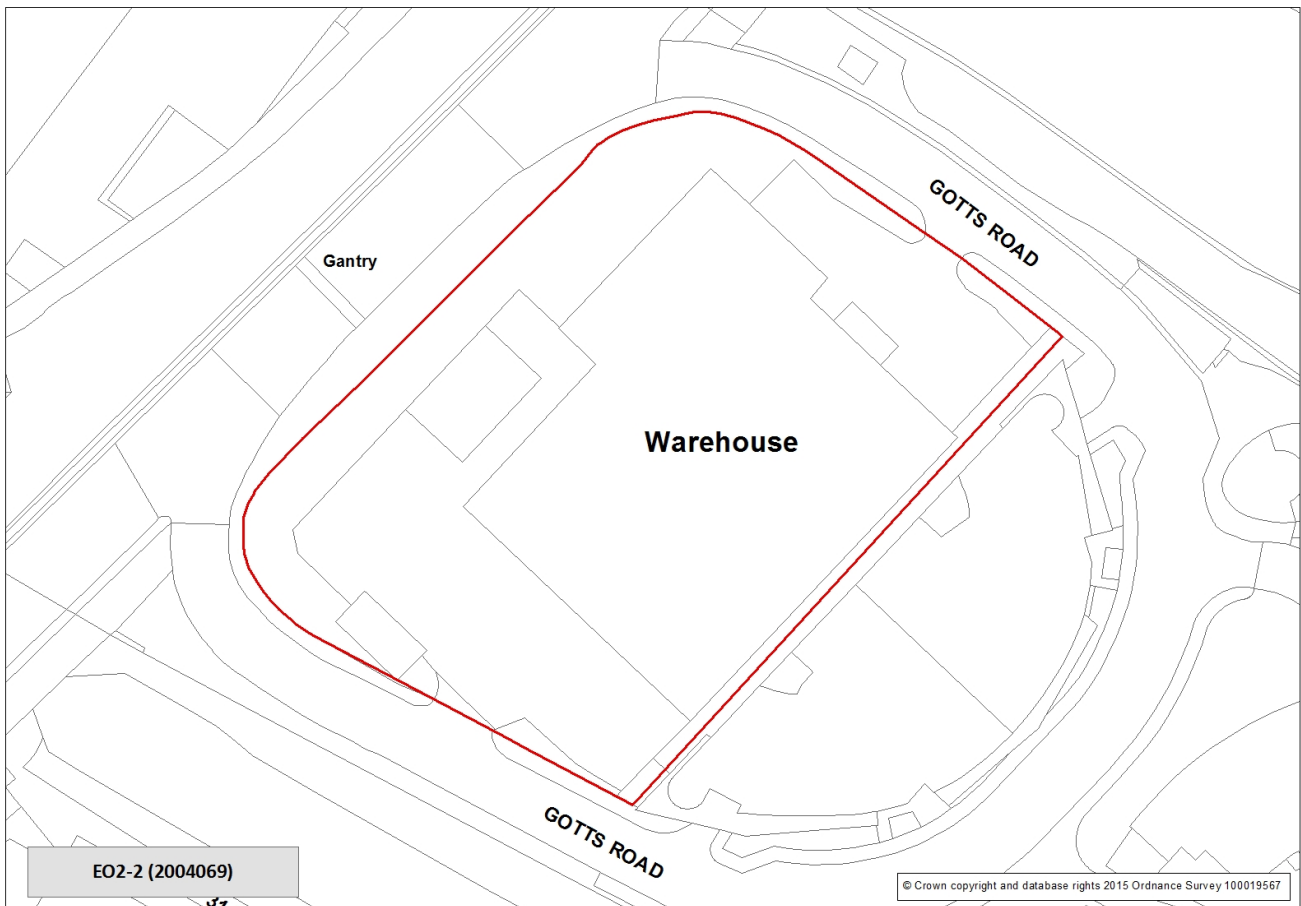 GOTTS ROAD
Gantry
Warehouse
GOTTS ROAD
EO2-2 (2004069)
© Crown copyright and database rights 2015 Ordnance Survey 100019567